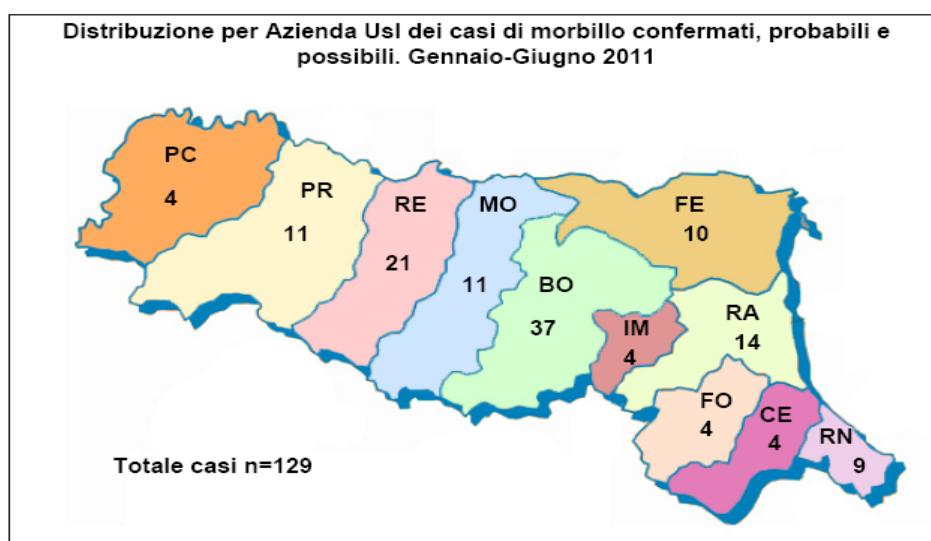 Distribuzione per Azienda Usl dei casi di morbillo confermati, probabili e
possibili. Gennaio-Giugno 2011
PC
4
PR
11
RE
21
MO
11
BO
37
FE
10
IM
4
RA
14
FO
4
CE
4
RN
9
Totale casi n=129